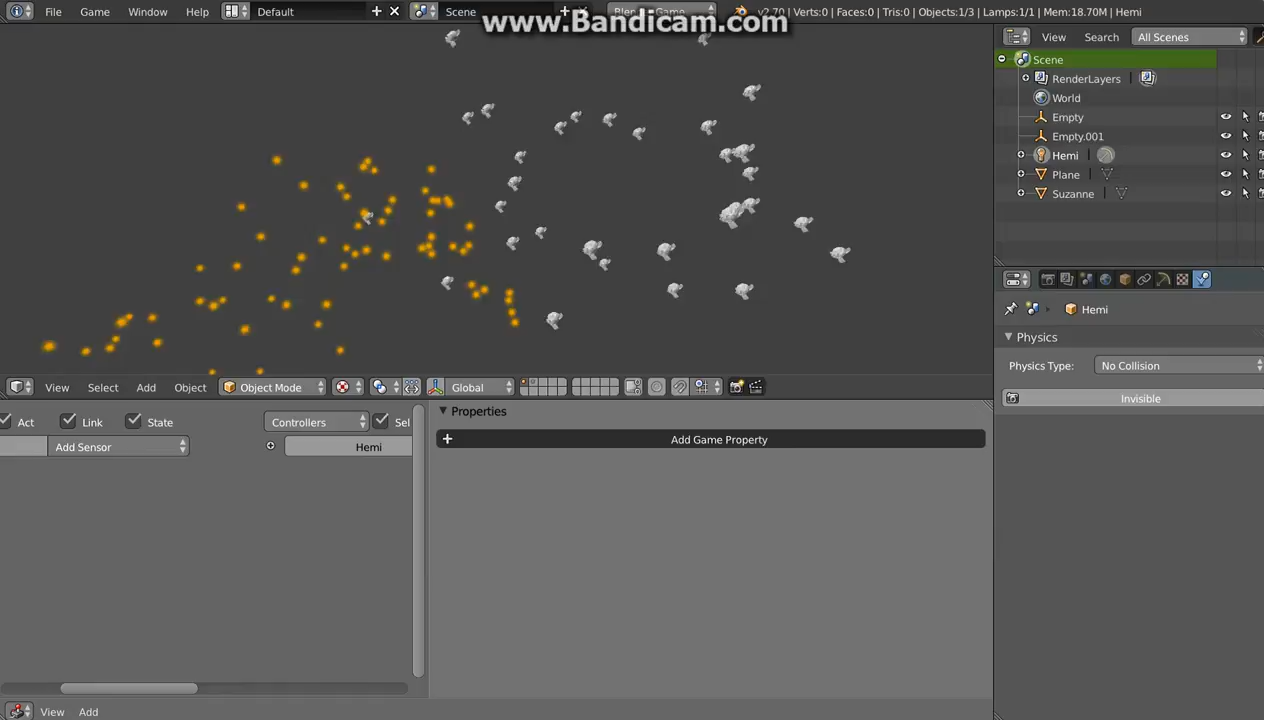 File Game Window Help Default Scene v2.70 | Verts:0 | Faces:0 | Tris:0 | Objects:1/3 | Lamps:1/1 | Mem:18.70M | Hemi
www.Bandicam.com
View Search All Scenes
Scene
RenderLayers
World
Empty
Empty.001
Hemi
Plane
Suzanne
Hemi
Physics
Physics Type: No Collision
Invisible
View Select Add Object Object Mode Global
Act Link State Controllers Sel
Add Sensor Hemi
Properties
Add Game Property
View Add